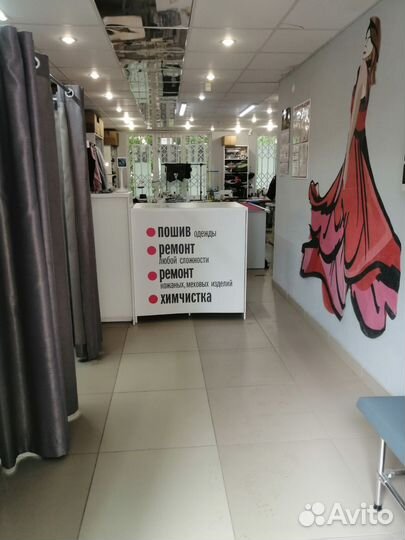 пошив одежды
ремонт
любой сложности
ремонт
кожаных, меховых изделий
химчистка
Avito